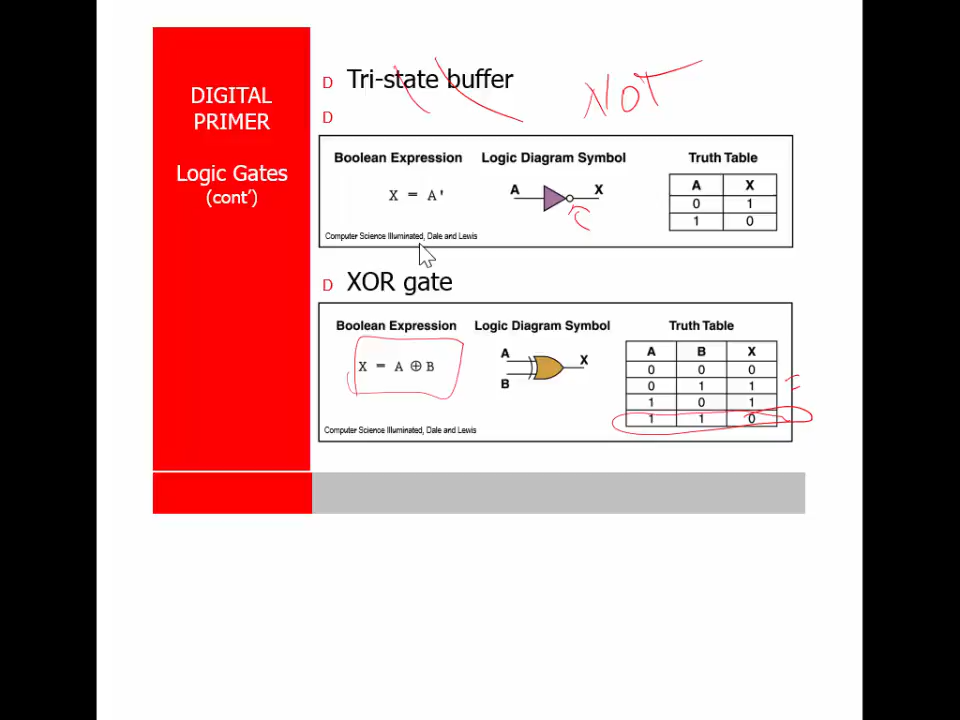 DIGITAL
PRIMER
Logic Gates
(cont')
D Tri-state buffer
NOT
D
Boolean Expression Logic Diagram Symbol Truth Table
X = A'
A X
A X
0 1
1 0
Computer Science Illuminated, Dale and Lewis
D XOR gate
Boolean Expression Logic Diagram Symbol Truth Table
X = A ⊕ B
A
B
X
A B X
0 0 0
0 1 1
1 0 1
1 1 0
Computer Science Illuminated, Dale and Lewis